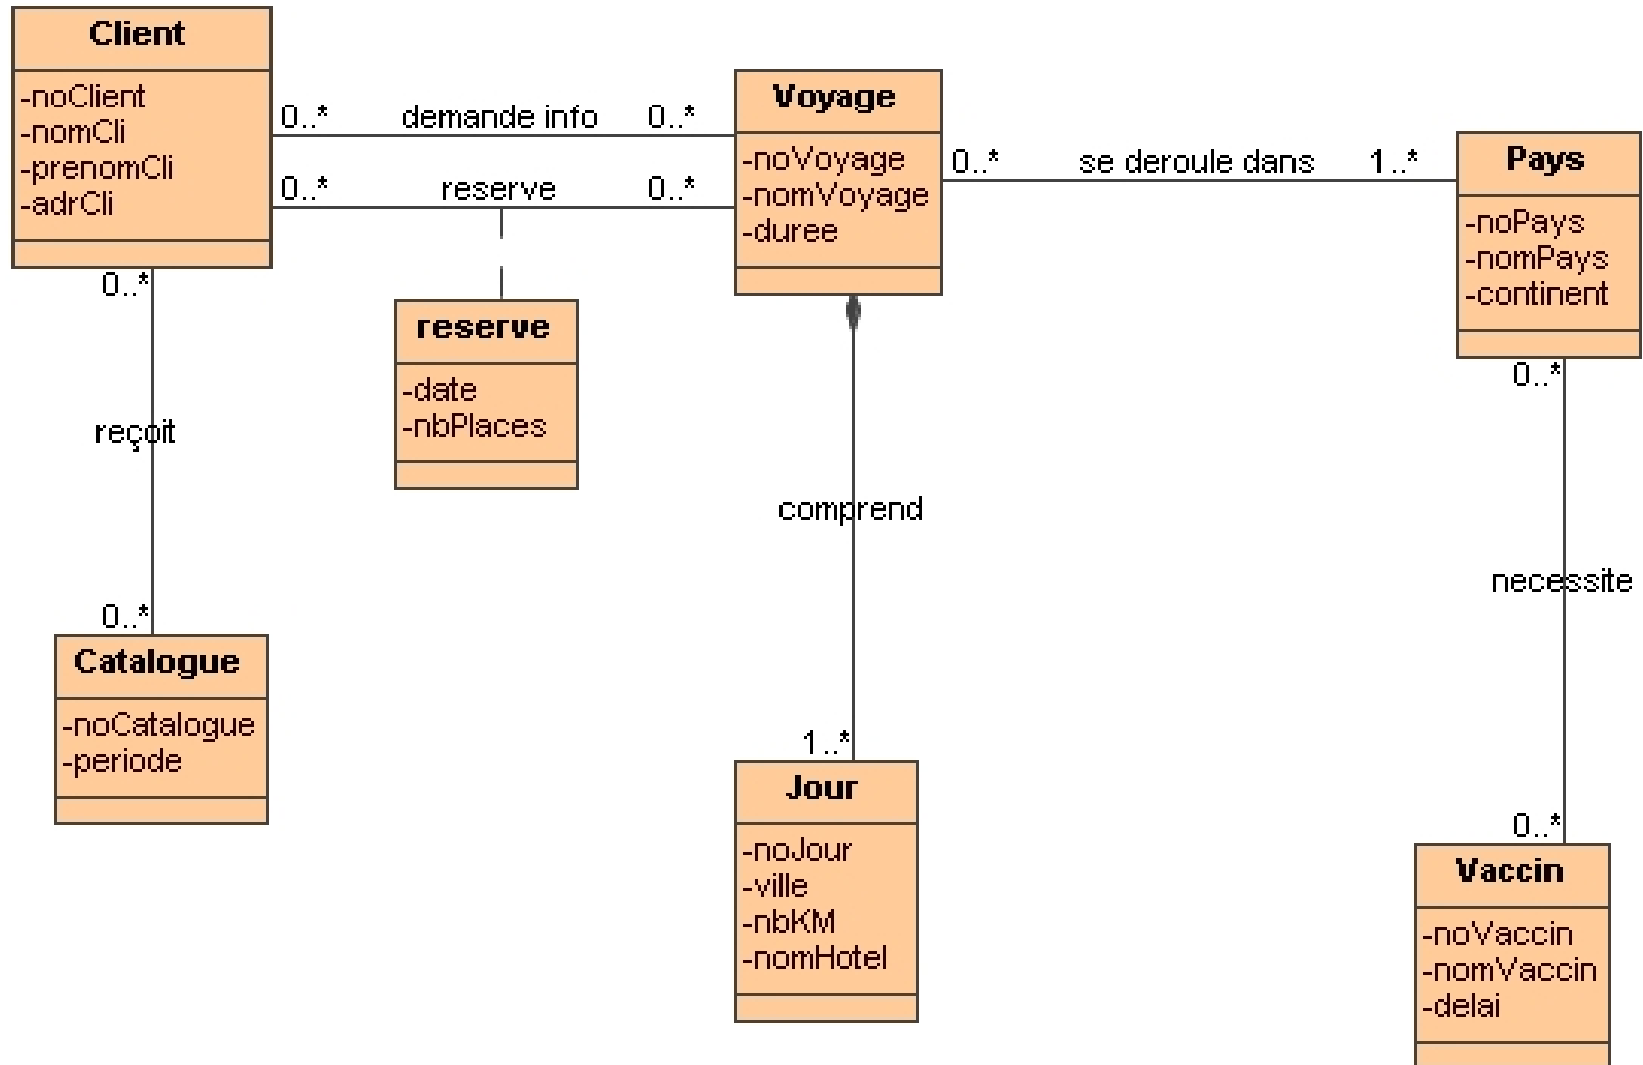 Client
-noClient
-nomCli
-prenomCli
-adrCli
0..* demande info 0..*
0..* reserve 0..*
Voyage
-noVoyage
-nomVoyage
-duree
0..* se deroule dans 1..*
Pays
-noPays
-nomPays
-continent
reserve
-date
-nbPlaces
0..*
reçoit
0..*
Catalogue
-noCatalogue
-periode
comprend
1..*
Jour
-noJour
-ville
-nbKM
-nomHotel
0..*
necessite
0..*
Vaccin
-noVaccin
-nomVaccin
-delai